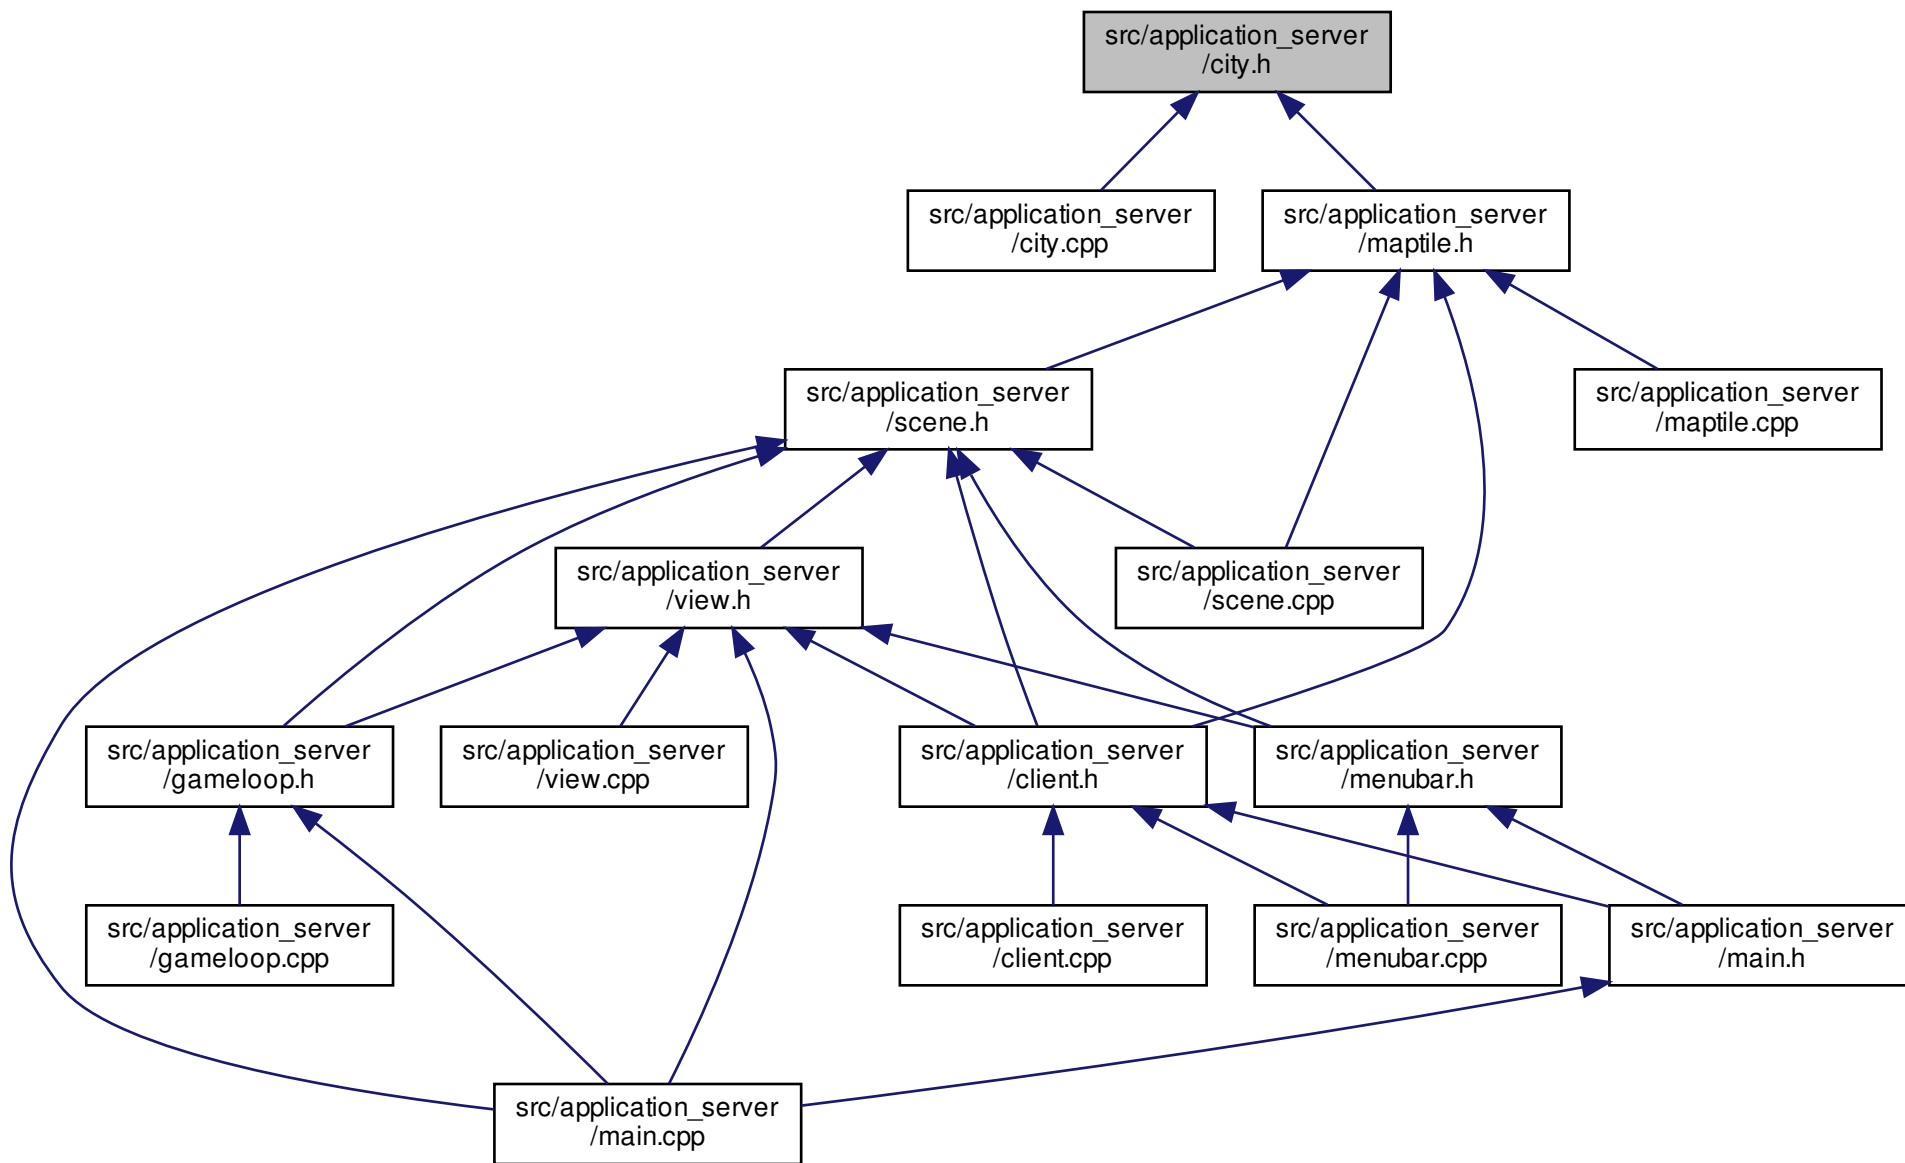 src/application_server
/city.h
src/application_server
/city.cpp
src/application_server
/maptile.h
src/application_server
/scene.h
src/application_server
/maptile.cpp
src/application_server
/view.h
src/application_server
/scene.cpp
src/application_server
/gameloop.h
src/application_server
/view.cpp
src/application_server
/client.h
src/application_server
/menubar.h
src/application_server
/gameloop.cpp
src/application_server
/client.cpp
src/application_server
/menubar.cpp
src/application_server
/main.h
src/application_server
/main.cpp